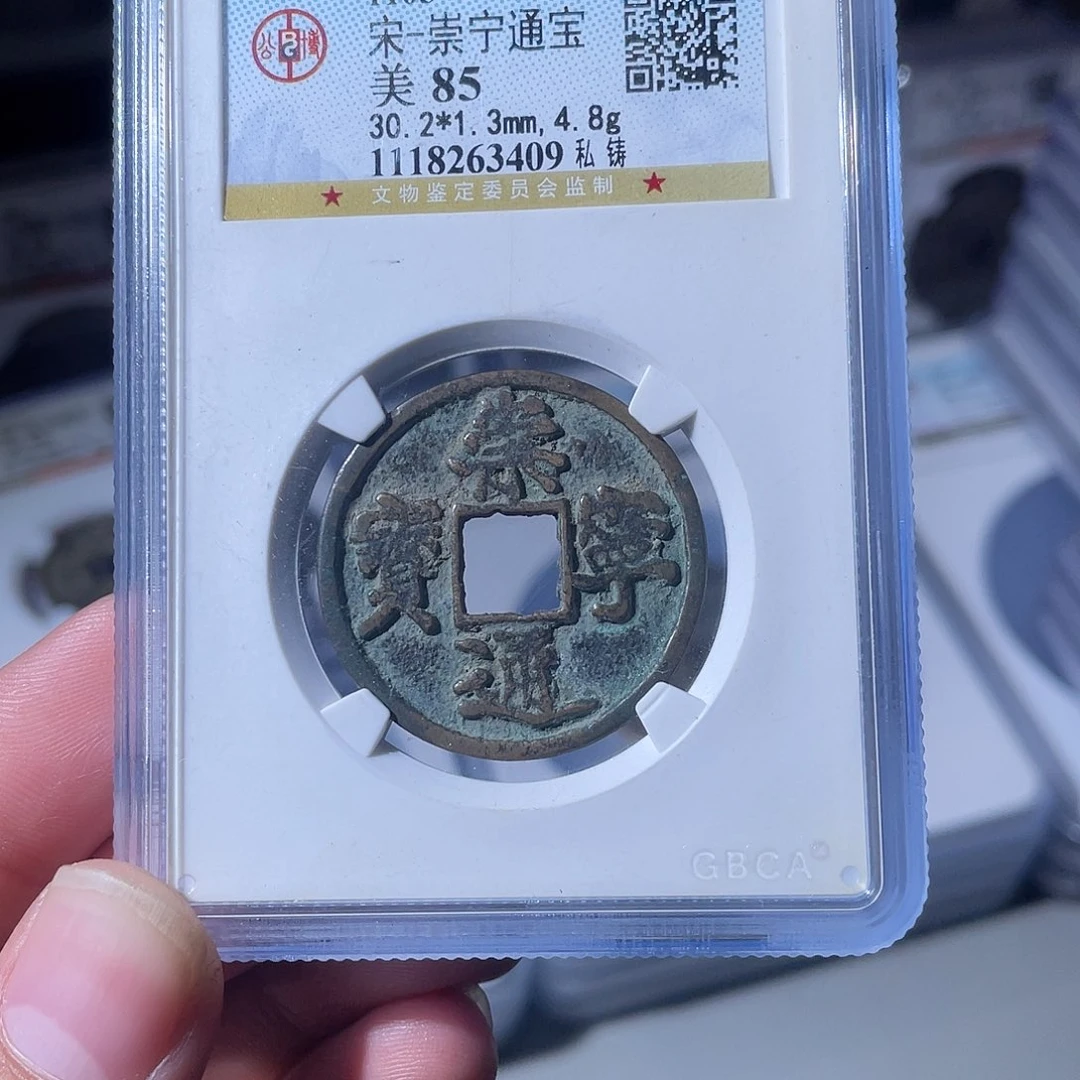 宋-崇宁通宝
美 85
30.2*1.3mm, 4.8g
1118263409 私铸
★ 文物鉴定委员会监制 ★
崇
寶 寧
通
GBCA